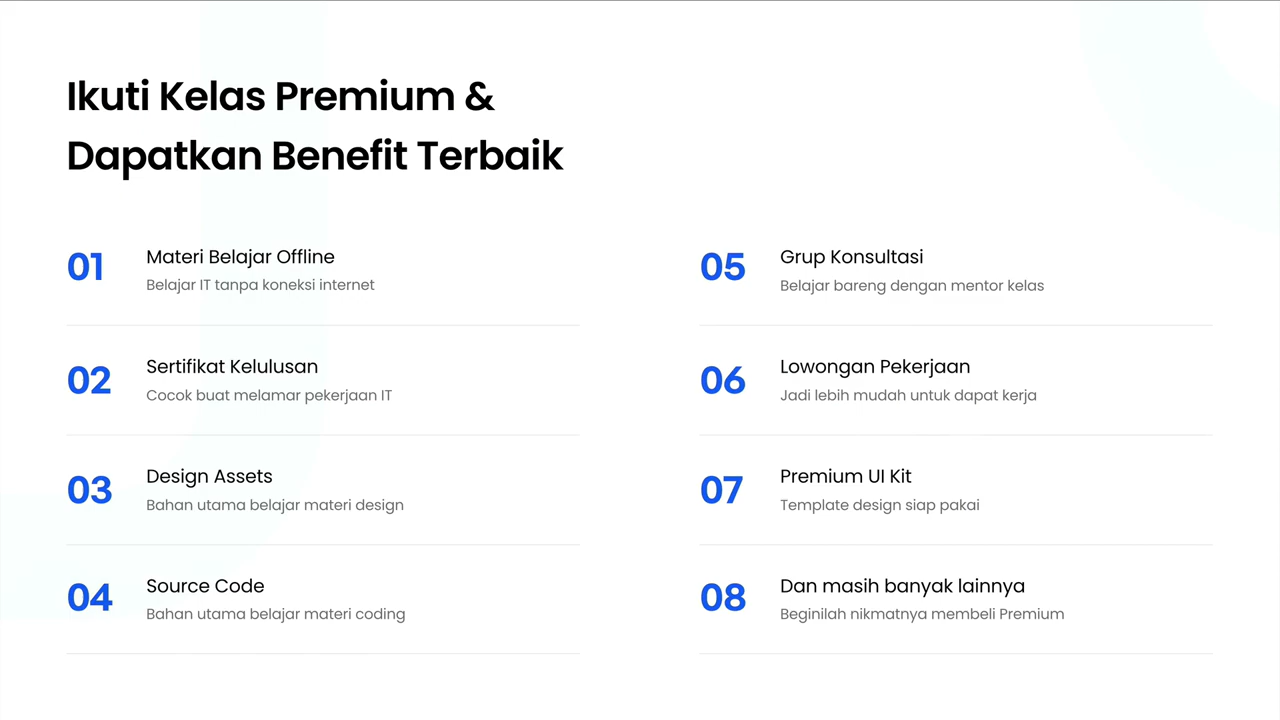 Ikuti Kelas Premium &
Dapatkan Benefit Terbaik
01
Materi Belajar Offline
Belajar IT tanpa koneksi internet
02
Sertifikat Kelulusan
Cocok buat melamar pekerjaan IT
03
Design Assets
Bahan utama belajar materi design
04
Source Code
Bahan utama belajar materi coding
05
Grup Konsultasi
Belajar bareng dengan mentor kelas
06
Lowongan Pekerjaan
Jadi lebih mudah untuk dapat kerja
07
Premium UI Kit
Template design siap pakai
08
Dan masih banyak lainnya
Beginilah nikmatnya membeli Premium